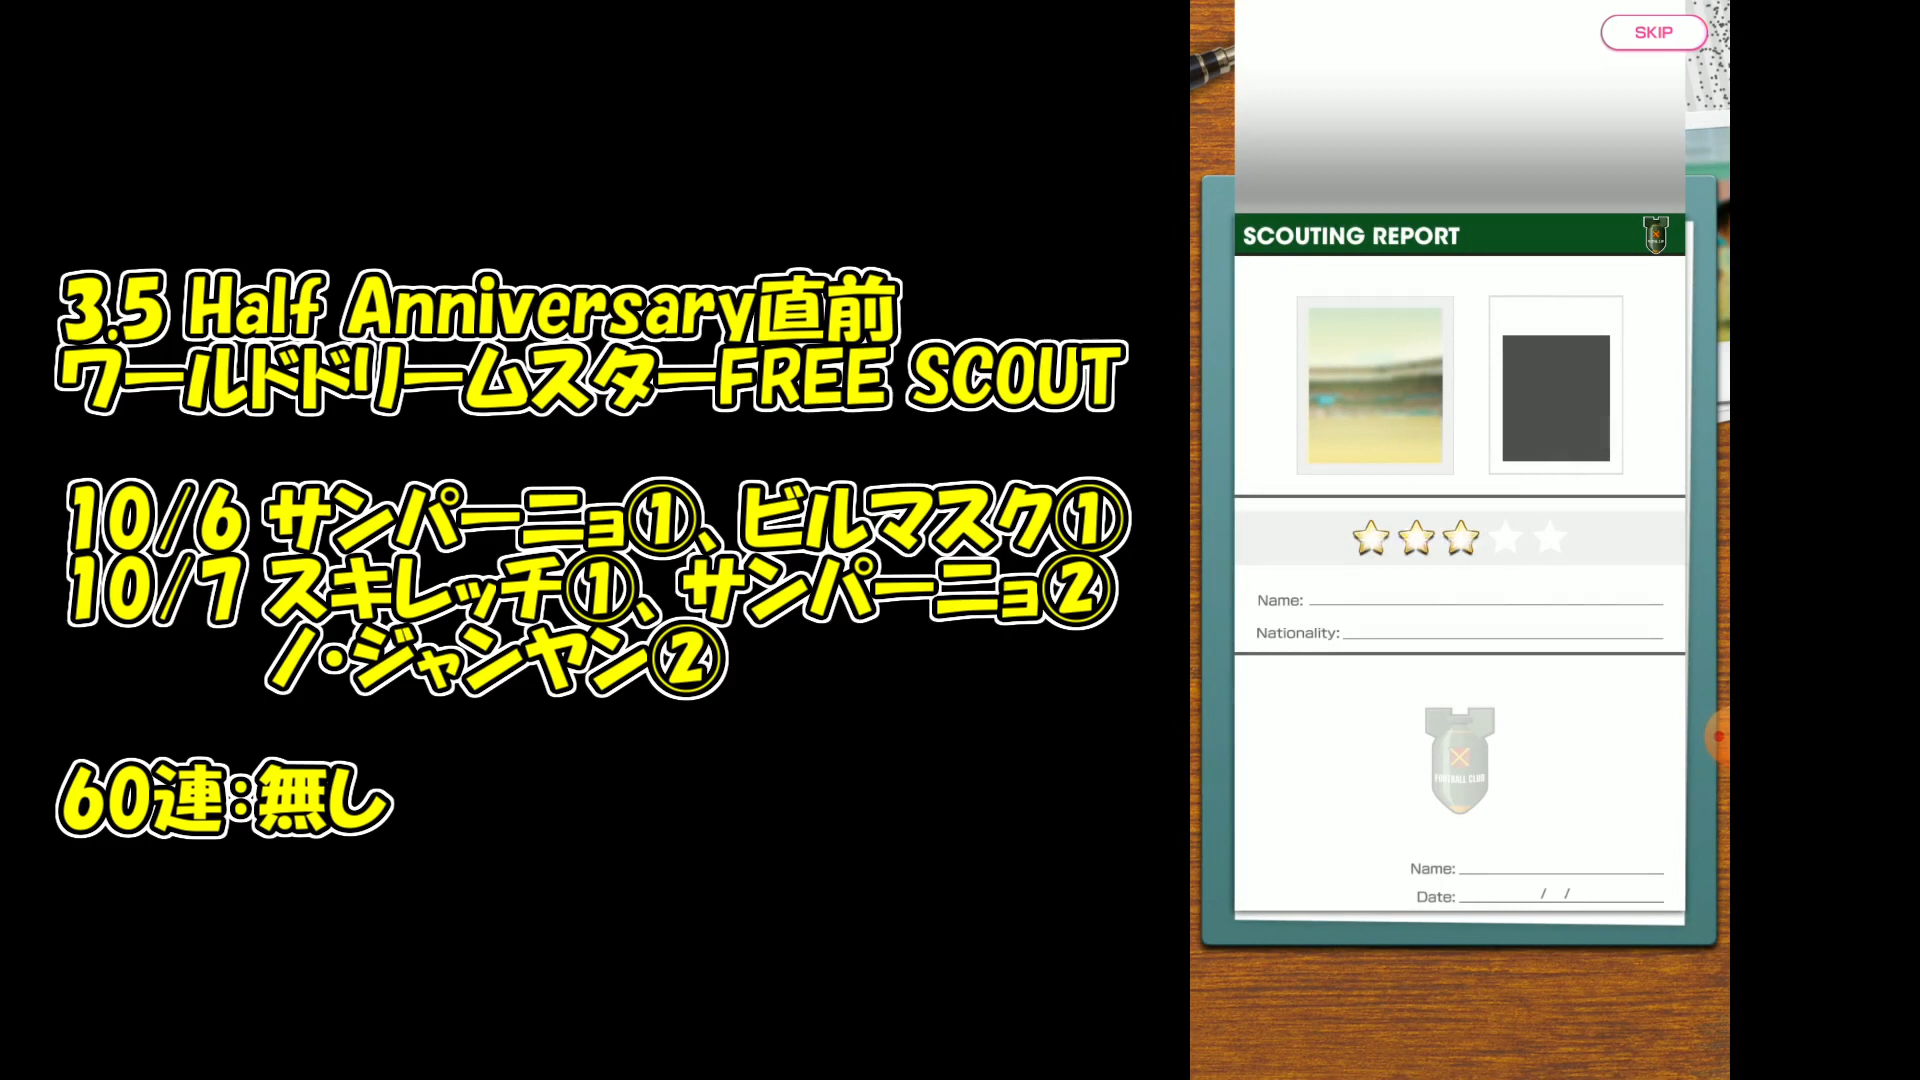 3.5 Half Anniversary直前
ワールドドリームスターFREE SCOUT
10/6 サンパーニョ①、ビルマスク①
10/7 スキレッチ①、サンパーニョ②
ノ・ジャンヤン②
60連：無し
SKIP
SCOUTING REPORT
Name:
Nationality:
FOOTBALL CLUB
Name:
Date: / /